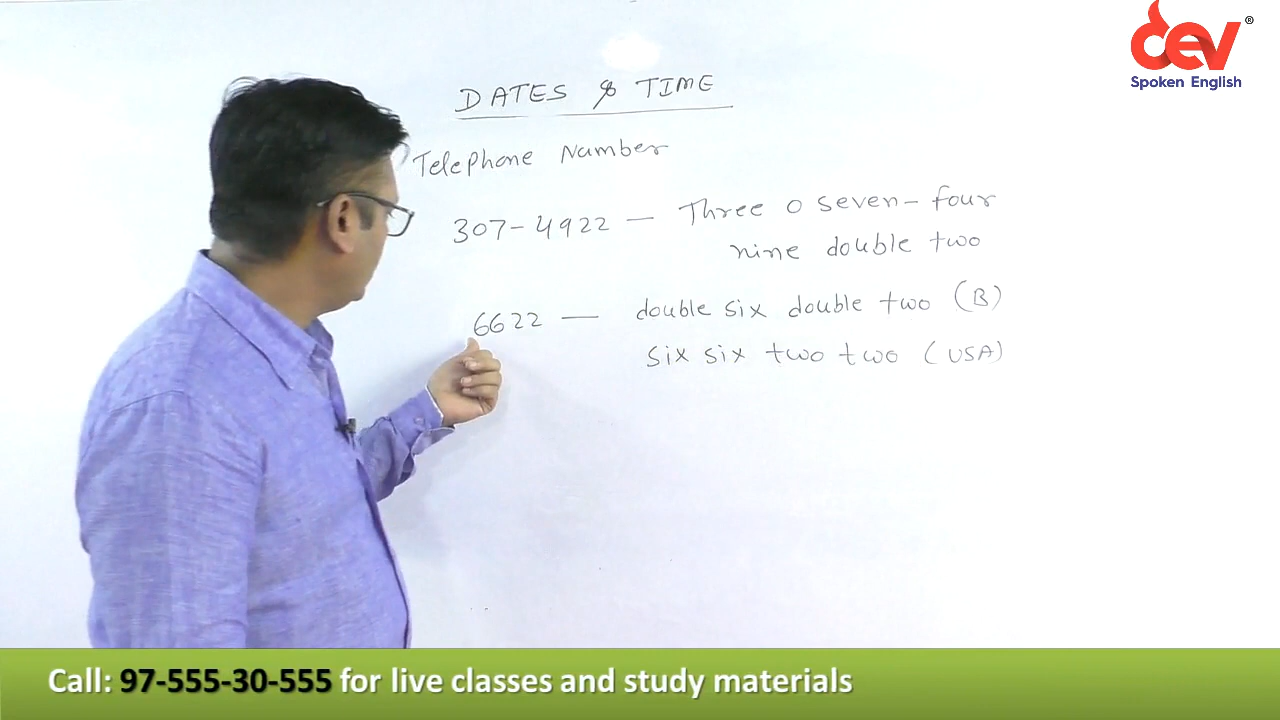 dev®
Spoken English
DATES & TIME
Telephone Number
307-4922 — Three o seven- four
nine double two
6622 — double six double two (B)
six six two two (USA)
Call: 97-555-30-555 for live classes and study materials